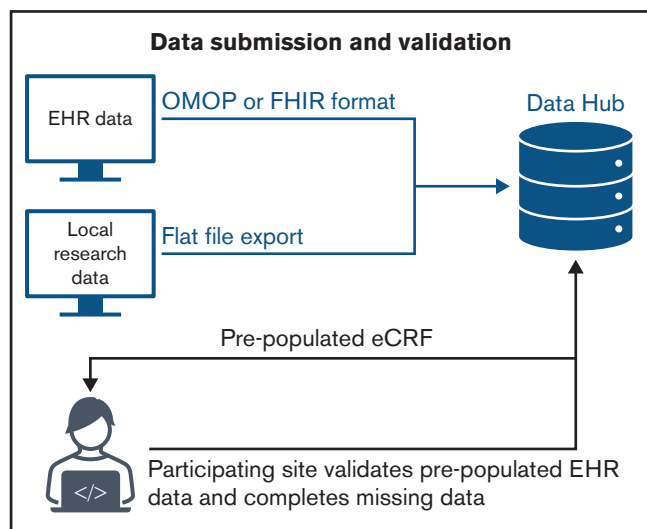 Data submission and validation
EHR data
OMOP or FHIR format
Data Hub
Local
research
data
Flat file export
Pre-populated eCRF
</>
Participating site validates pre-populated EHR
data and completes missing data